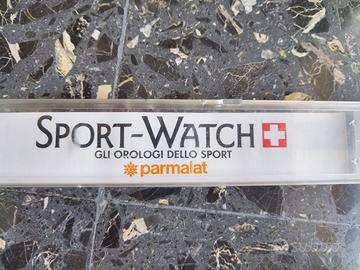 SPORT-WATCH
GLI OROLOGI DELLO SPORT
parmalat